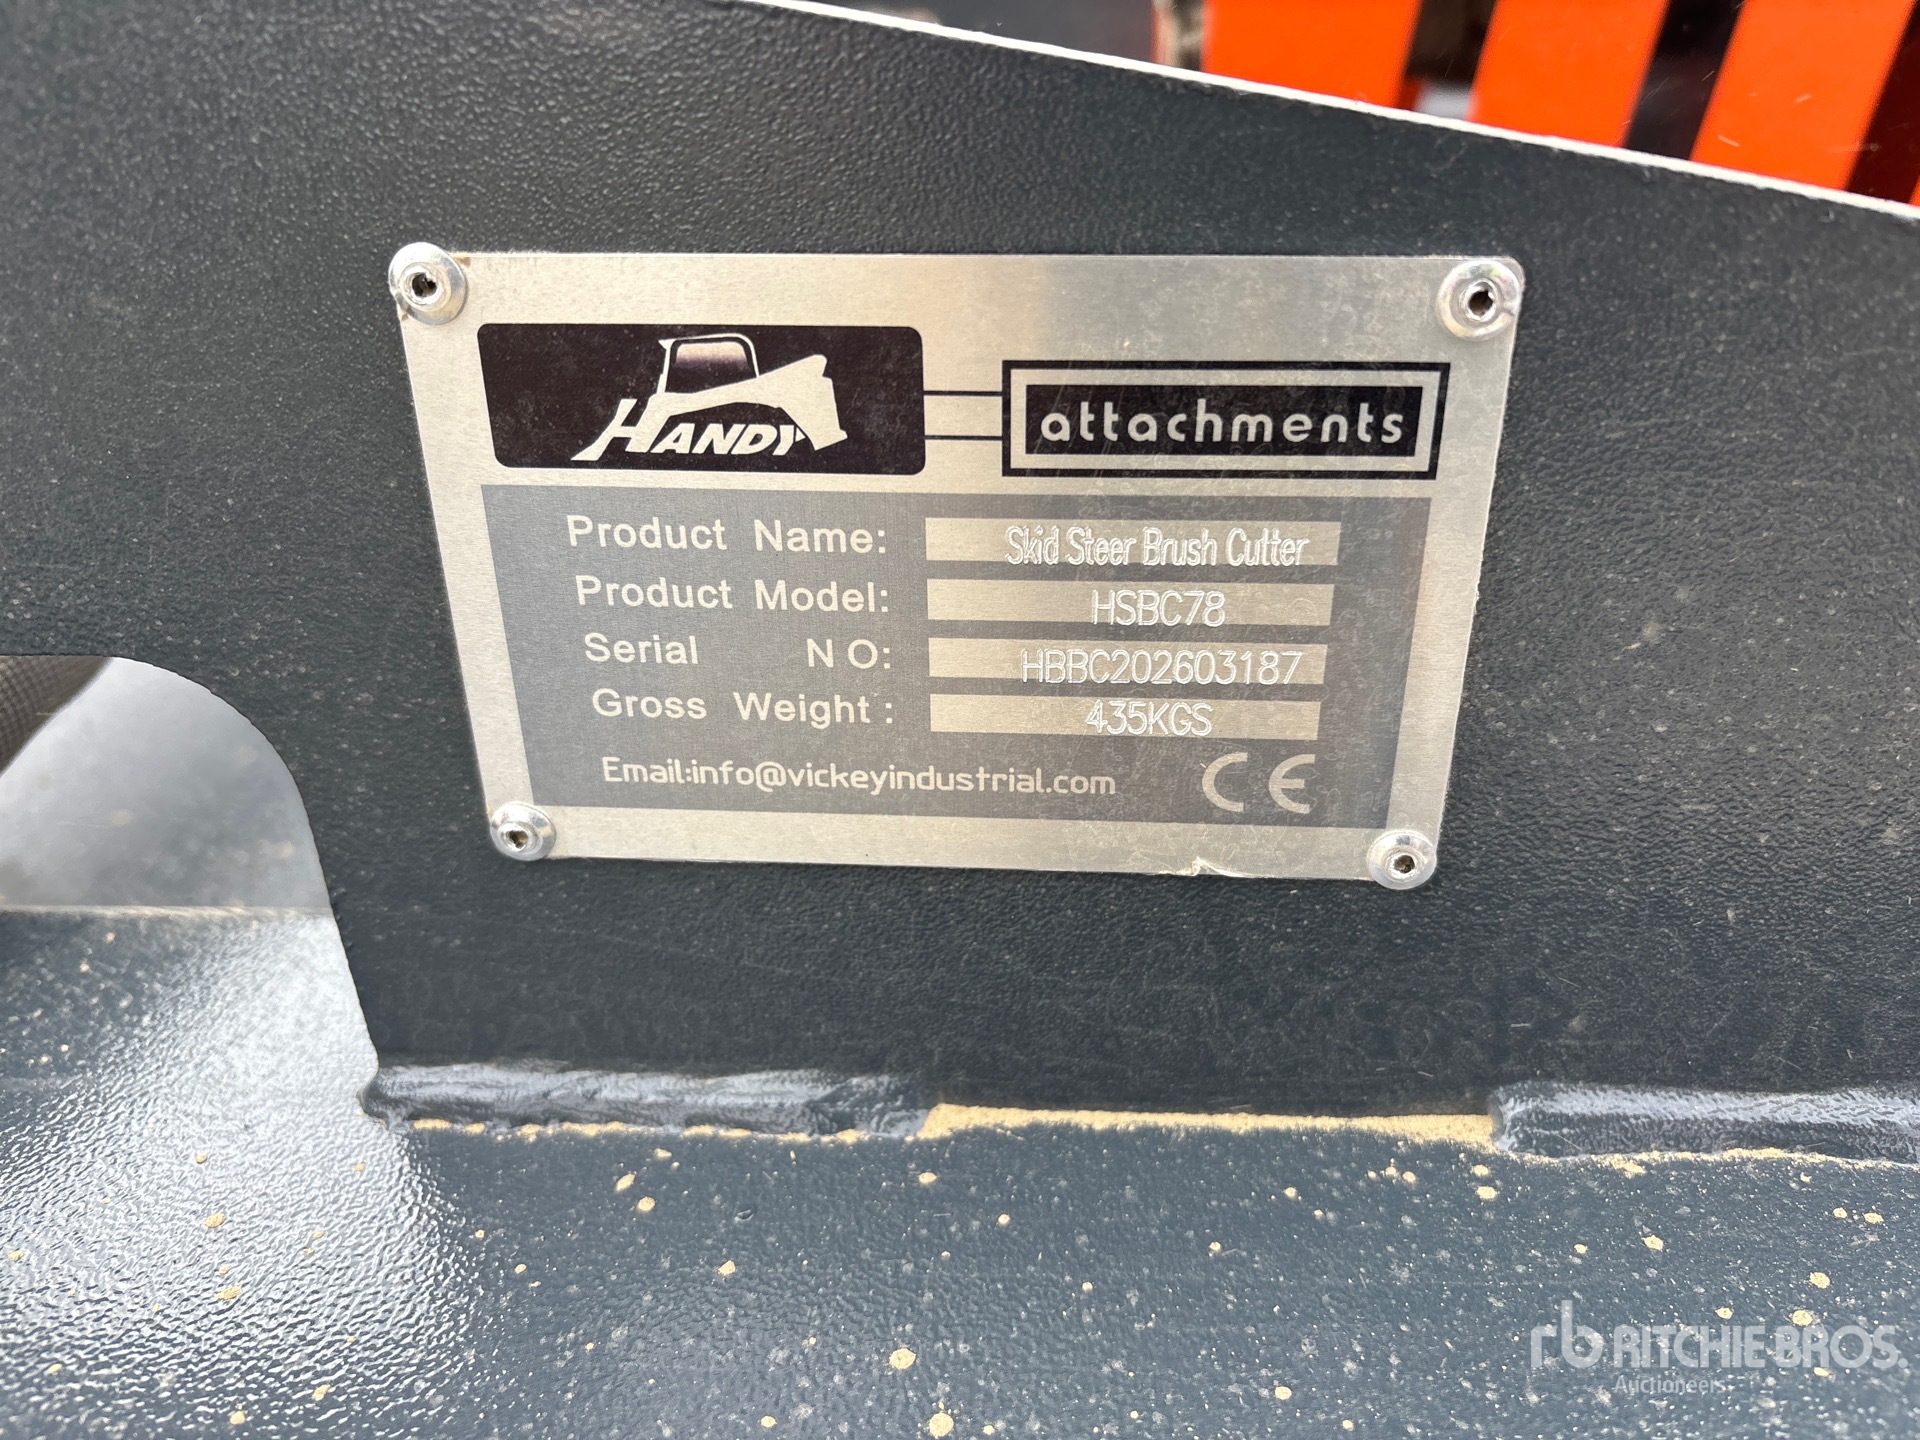 HANDY attachments
Product Name: Skid Steer Brush Cutter
Product Model: HSBC78
Serial NO: HBBC202603187
Gross Weight: 435KGS
Email:info@vickeyindustrial.com CE
rb RITCHIE BROS.
Auctioneers